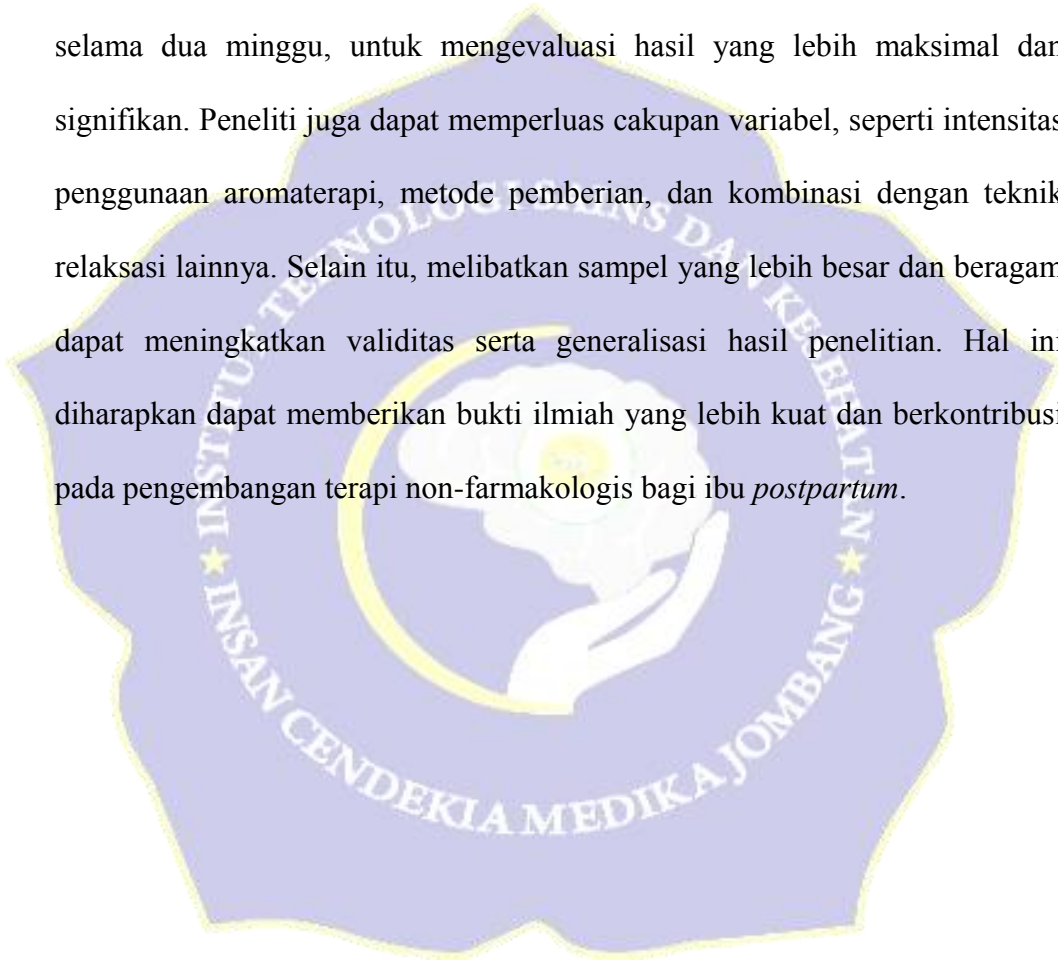 selama dua minggu, untuk mengevaluasi hasil yang lebih maksimal dan
signifikan. Peneliti juga dapat memperluas cakupan variabel, seperti intensitas
penggunaan aromaterapi, metode pemberian, dan kombinasi dengan teknik
relaksasi lainnya. Selain itu, melibatkan sampel yang lebih besar dan beragam
dapat meningkatkan validitas serta generalisasi hasil penelitian. Hal ini
diharapkan dapat memberikan bukti ilmiah yang lebih kuat dan berkontribusi
pada pengembangan terapi non-farmakologis bagi ibu postpartum.
INSTITUT TEKNOLOGI SAINS DAN KESEHATAN
INSAN CENDEKIA MEDIKA JOMBANG